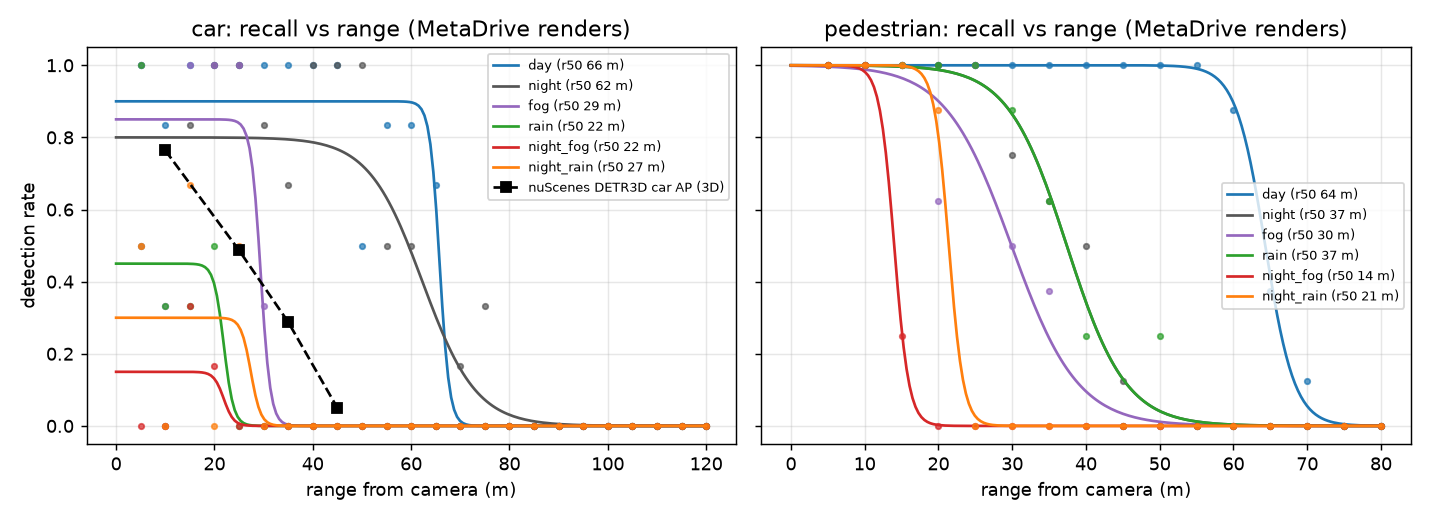 car: recall vs range (MetaDrive renders)
detection rate
1.0
0.8
0.6
0.4
0.2
0.0
day (r50 66 m)
night (r50 62 m)
fog (r50 29 m)
rain (r50 22 m)
night_fog (r50 22 m)
night_rain (r50 27 m)
nuScenes DETR3D car AP (3D)
0 20 40 60 80 100 120
range from camera (m)
pedestrian: recall vs range (MetaDrive renders)
day (r50 64 m)
night (r50 37 m)
fog (r50 30 m)
rain (r50 37 m)
night_fog (r50 14 m)
night_rain (r50 21 m)
0 10 20 30 40 50 60 70 80
range from camera (m)